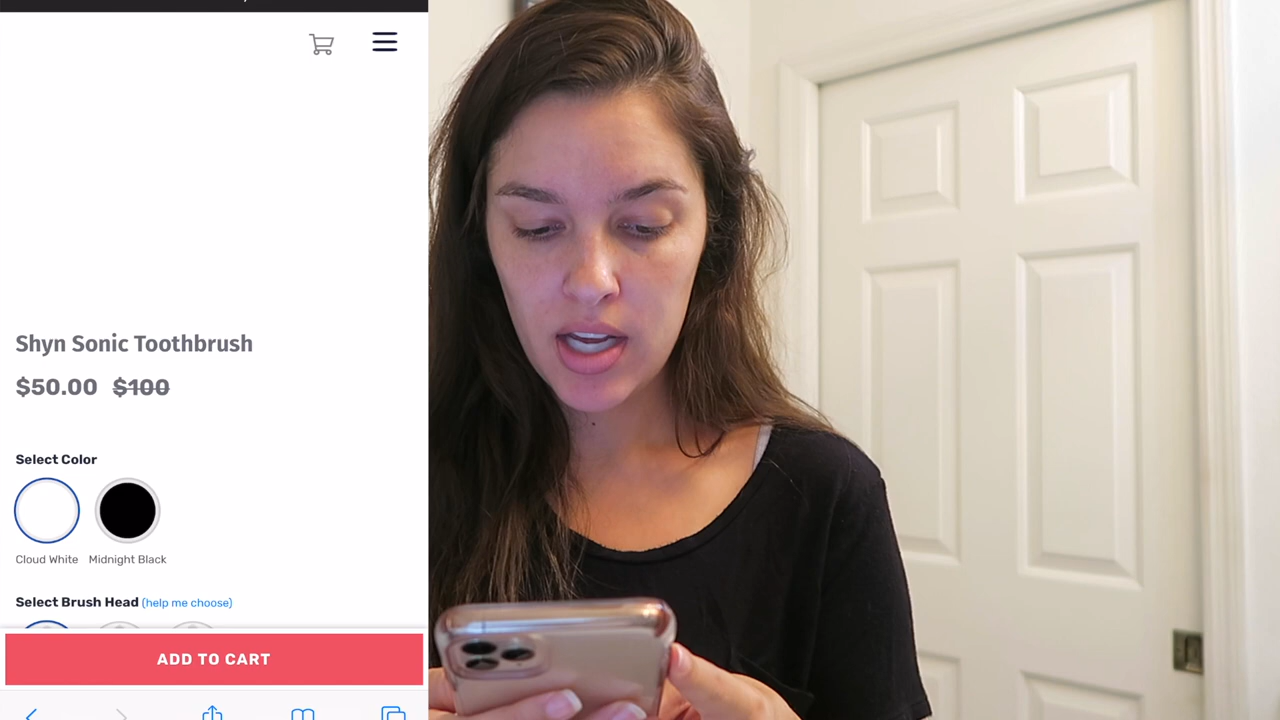 Shyn Sonic Toothbrush
$50.00 $100
Select Color
Cloud White Midnight Black
Select Brush Head (help me choose)
ADD TO CART